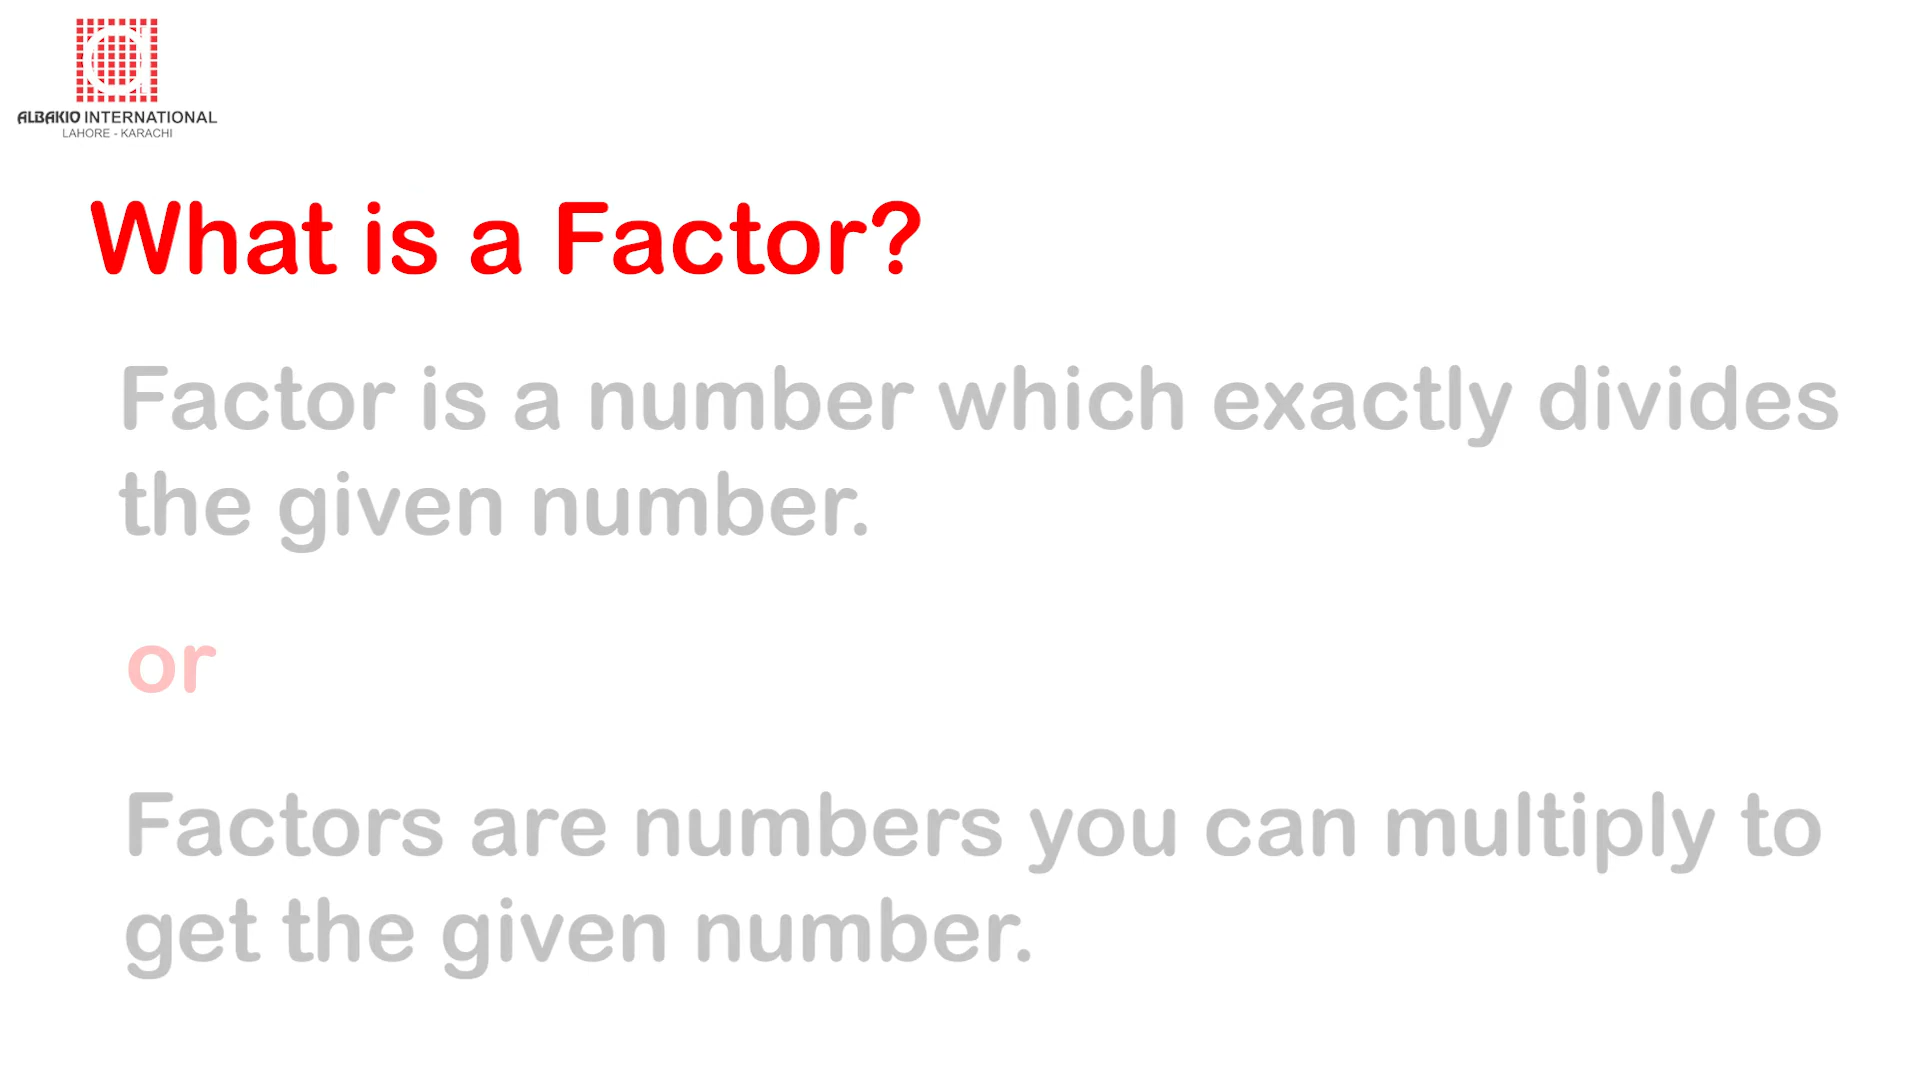 ALBAKIO INTERNATIONAL
LAHORE - KARACHI
What is a Factor?
Factor is a number which exactly divides
the given number.
or
Factors are numbers you can multiply to
get the given number.